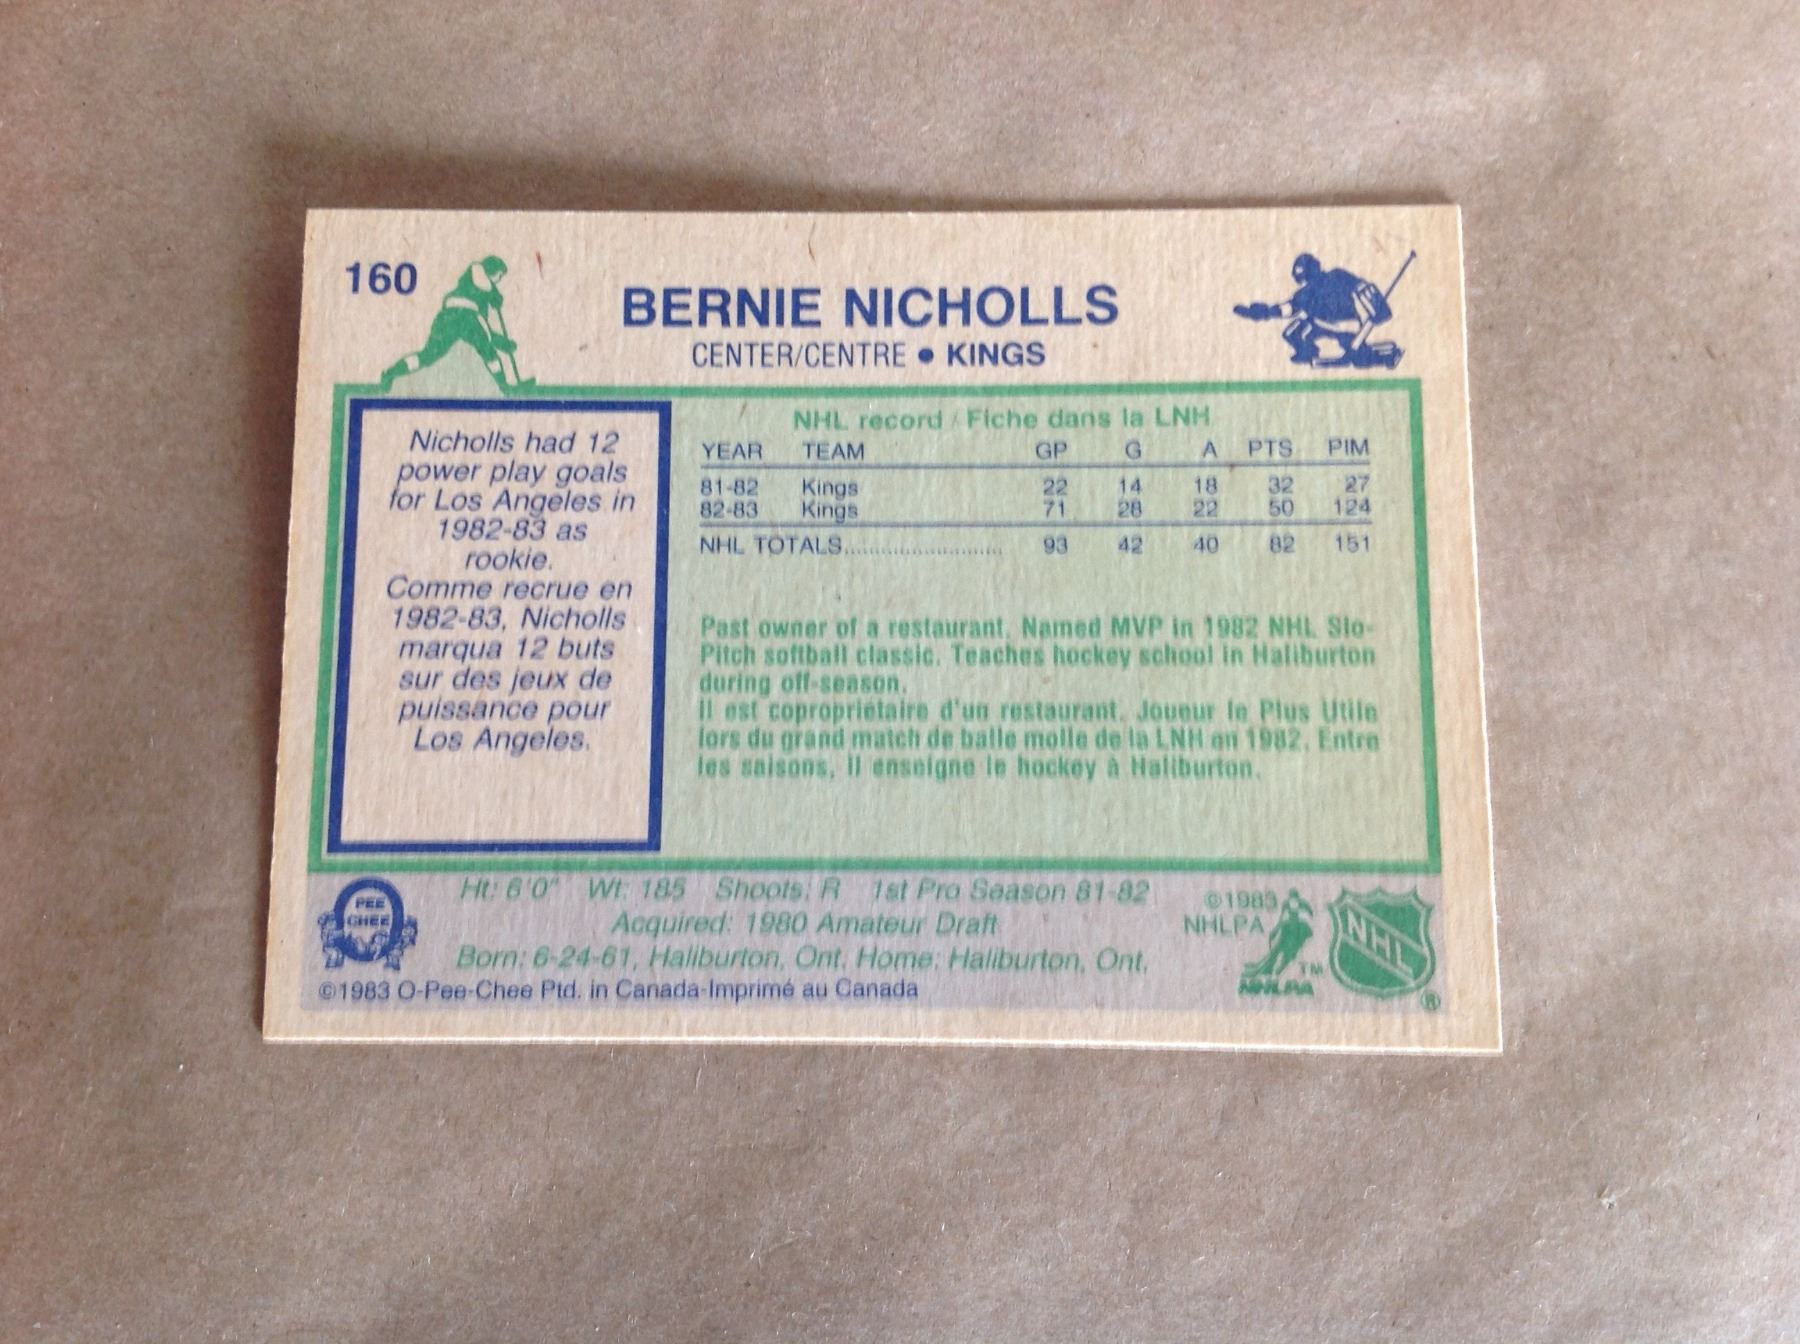 160
BERNIE NICHOLLS
CENTER/CENTRE • KINGS
Nicholls had 12
power play goals
for Los Angeles in
1982-83 as
rookie.
Comme recrue en
1982-83, Nicholls
marqua 12 buts
sur des jeux de
puissance pour
Los Angeles.
NHL record / Fiche dans la LNH
YEAR TEAM GP G A PTS PIM
81-82 Kings 22 14 18 32 27
82-83 Kings 71 28 22 50 124
NHL TOTALS........................... 93 42 40 82 151
Past owner of a restaurant. Named MVP in 1982 NHL Slo-
Pitch softball classic. Teaches hockey school in Haliburton
during off-season.
Il est copropriétaire d'un restaurant. Joueur le Plus Utile
lors du grand match de balle molle de la LNH en 1982. Entre
les saisons, il enseigne le hockey à Haliburton.
O
PEE
CHEE
Ht: 6'0" Wt: 185 Shoots: R 1st Pro Season 81-82
Acquired: 1980 Amateur Draft
Born: 6-24-61, Haliburton, Ont. Home: Haliburton, Ont.
©1983 O-Pee-Chee Ptd. in Canada-Imprimé au Canada
©1983
NHLPA
TM
NHLPA
NHL
®